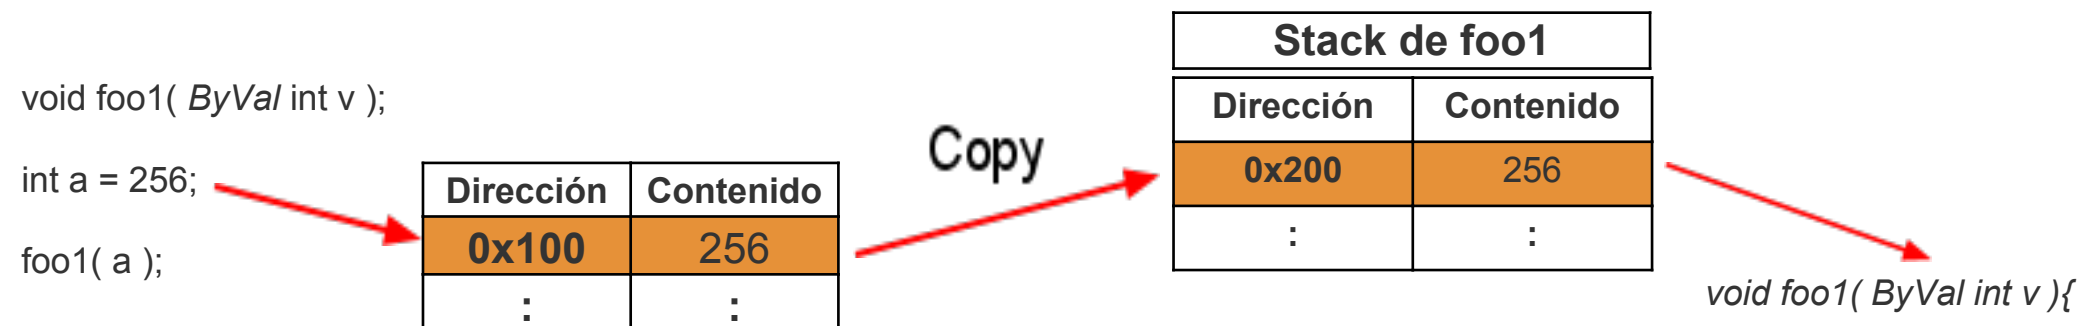 void foo1( ByVal int v );
int a = 256;
foo1( a );
Dirección Contenido
0x100 256
: :
Copy
Stack de foo1
Dirección Contenido
0x200 256
: :
void foo1( ByVal int v ){